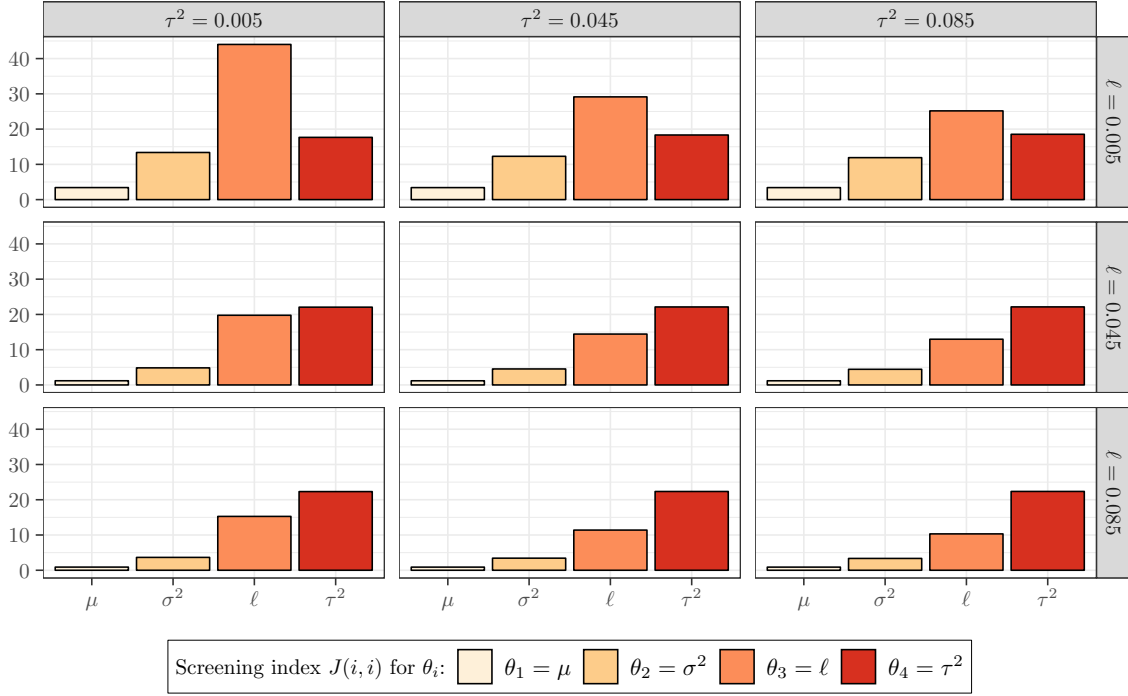 τ² = 0.005
τ² = 0.045
τ² = 0.085
40
30
20
10
0
ℓ = 0.005
40
30
20
10
0
ℓ = 0.045
40
30
20
10
0
ℓ = 0.085
μ σ² ℓ τ²
μ σ² ℓ τ²
μ σ² ℓ τ²
Screening index J(i, i) for θᵢ: θ₁ = μ θ₂ = σ² θ₃ = ℓ θ₄ = τ²